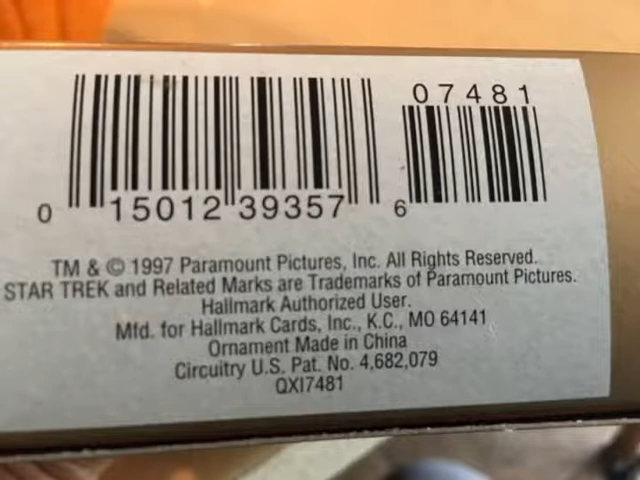 07481
0 15012 39357 6
TM & © 1997 Paramount Pictures, Inc. All Rights Reserved.
STAR TREK and Related Marks are Trademarks of Paramount Pictures.
Hallmark Authorized User.
Mfd. for Hallmark Cards, Inc., K.C., MO 64141
Ornament Made in China
Circuitry U.S. Pat. No. 4,682,079
QXI7481